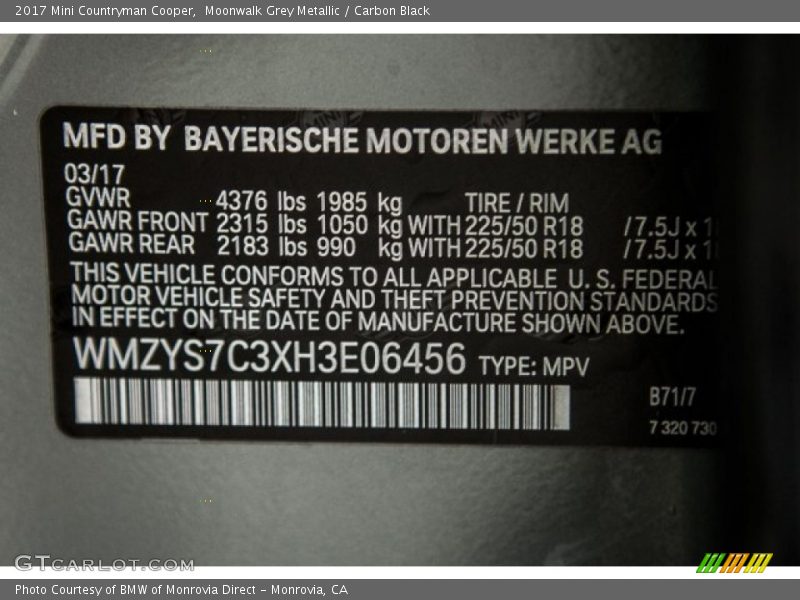 2017 Mini Countryman Cooper, Moonwalk Grey Metallic / Carbon Black
MFD BY BAYERISCHE MOTOREN WERKE AG
03/17
GVWR 4376 lbs 1985 kg TIRE / RIM
GAWR FRONT 2315 lbs 1050 kg WITH 225/50 R18 /7.5J x 1
GAWR REAR 2183 lbs 990 kg WITH 225/50 R18 /7.5J x 1
THIS VEHICLE CONFORMS TO ALL APPLICABLE U. S. FEDERAL
MOTOR VEHICLE SAFETY AND THEFT PREVENTION STANDARDS
IN EFFECT ON THE DATE OF MANUFACTURE SHOWN ABOVE.
WMZYS7C3XH3E06456 TYPE: MPV
B71/7
7 320 730
GTCARLOT.COM
Photo Courtesy of BMW of Monrovia Direct – Monrovia, CA